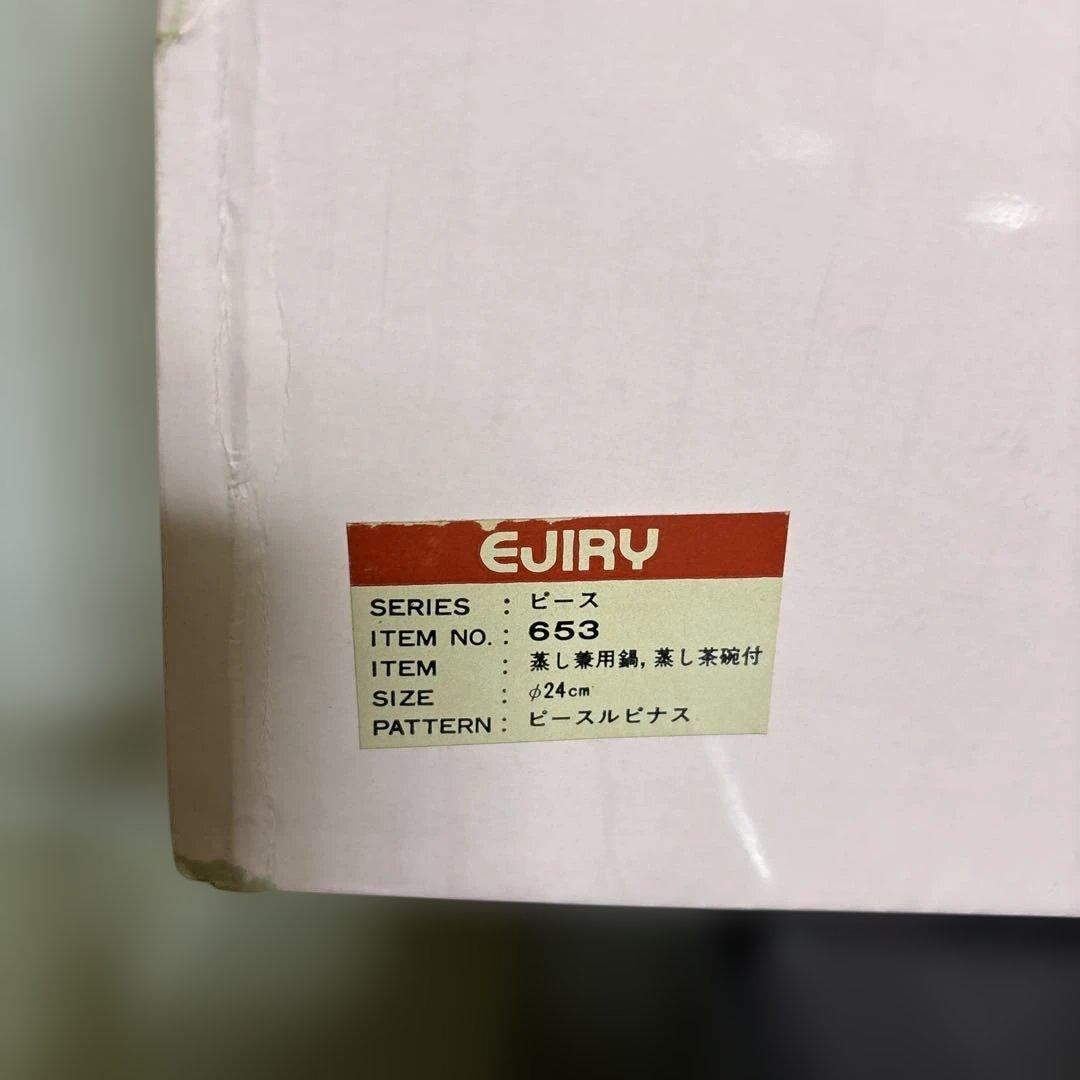 EJIRY
SERIES : ピース
ITEM NO. : 653
ITEM : 蒸し兼用鍋,蒸し茶碗付
SIZE : φ24cm
PATTERN : ピースルピナス